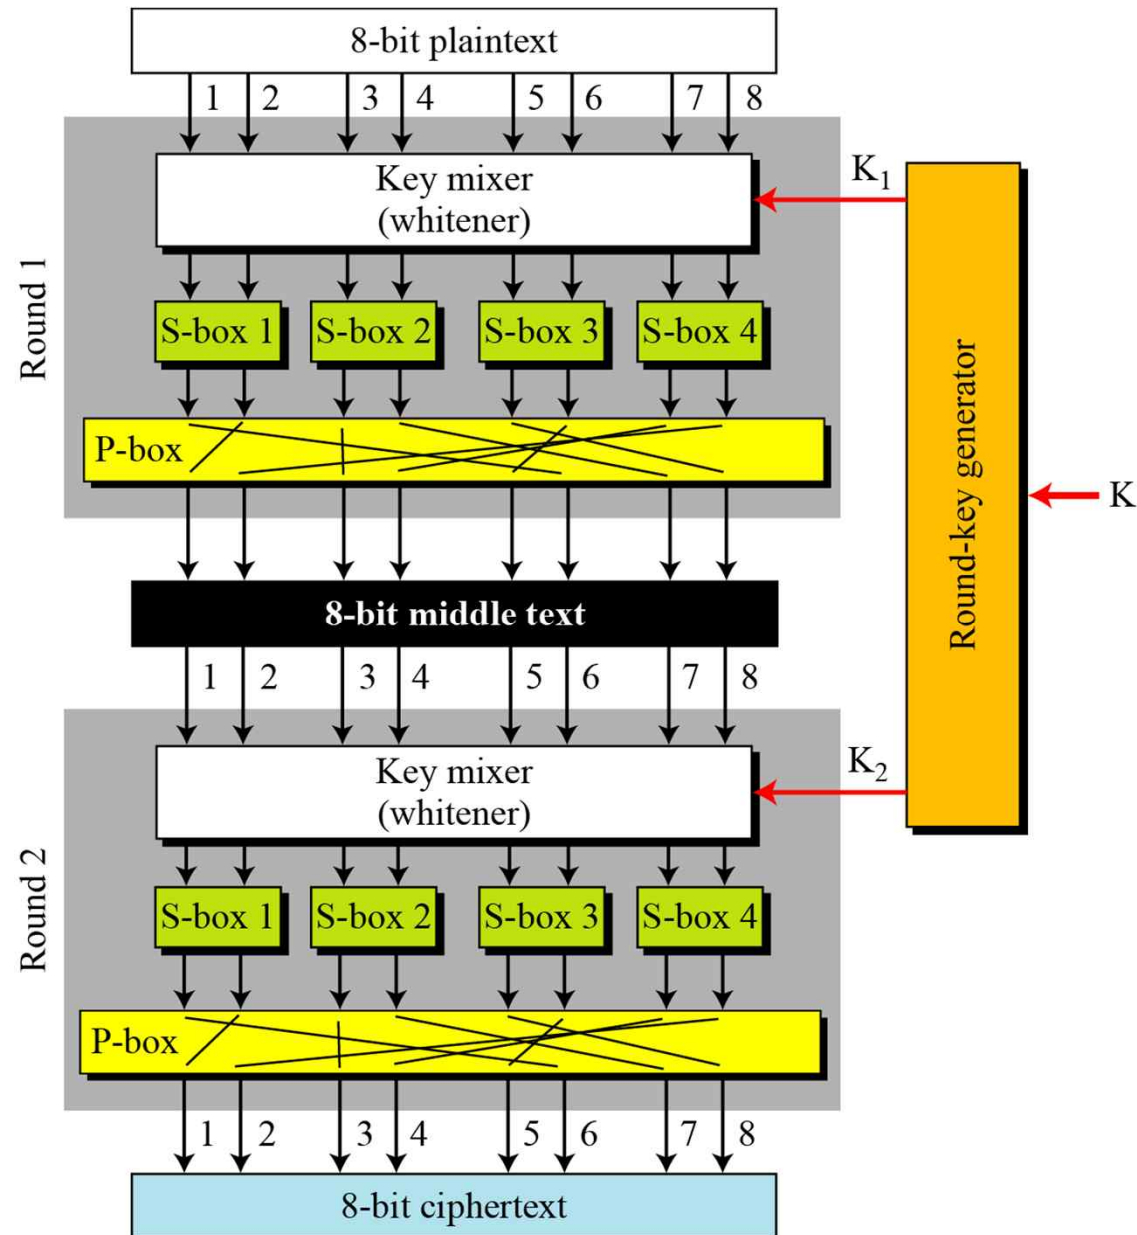 8-bit plaintext
1 2 3 4 5 6 7 8
Key mixer
(whitener)
K1
Round 1
S-box 1 S-box 2 S-box 3 S-box 4
P-box
Round-key generator
K
8-bit middle text
1 2 3 4 5 6 7 8
Key mixer
(whitener)
K2
Round 2
S-box 1 S-box 2 S-box 3 S-box 4
P-box
1 2 3 4 5 6 7 8
8-bit ciphertext